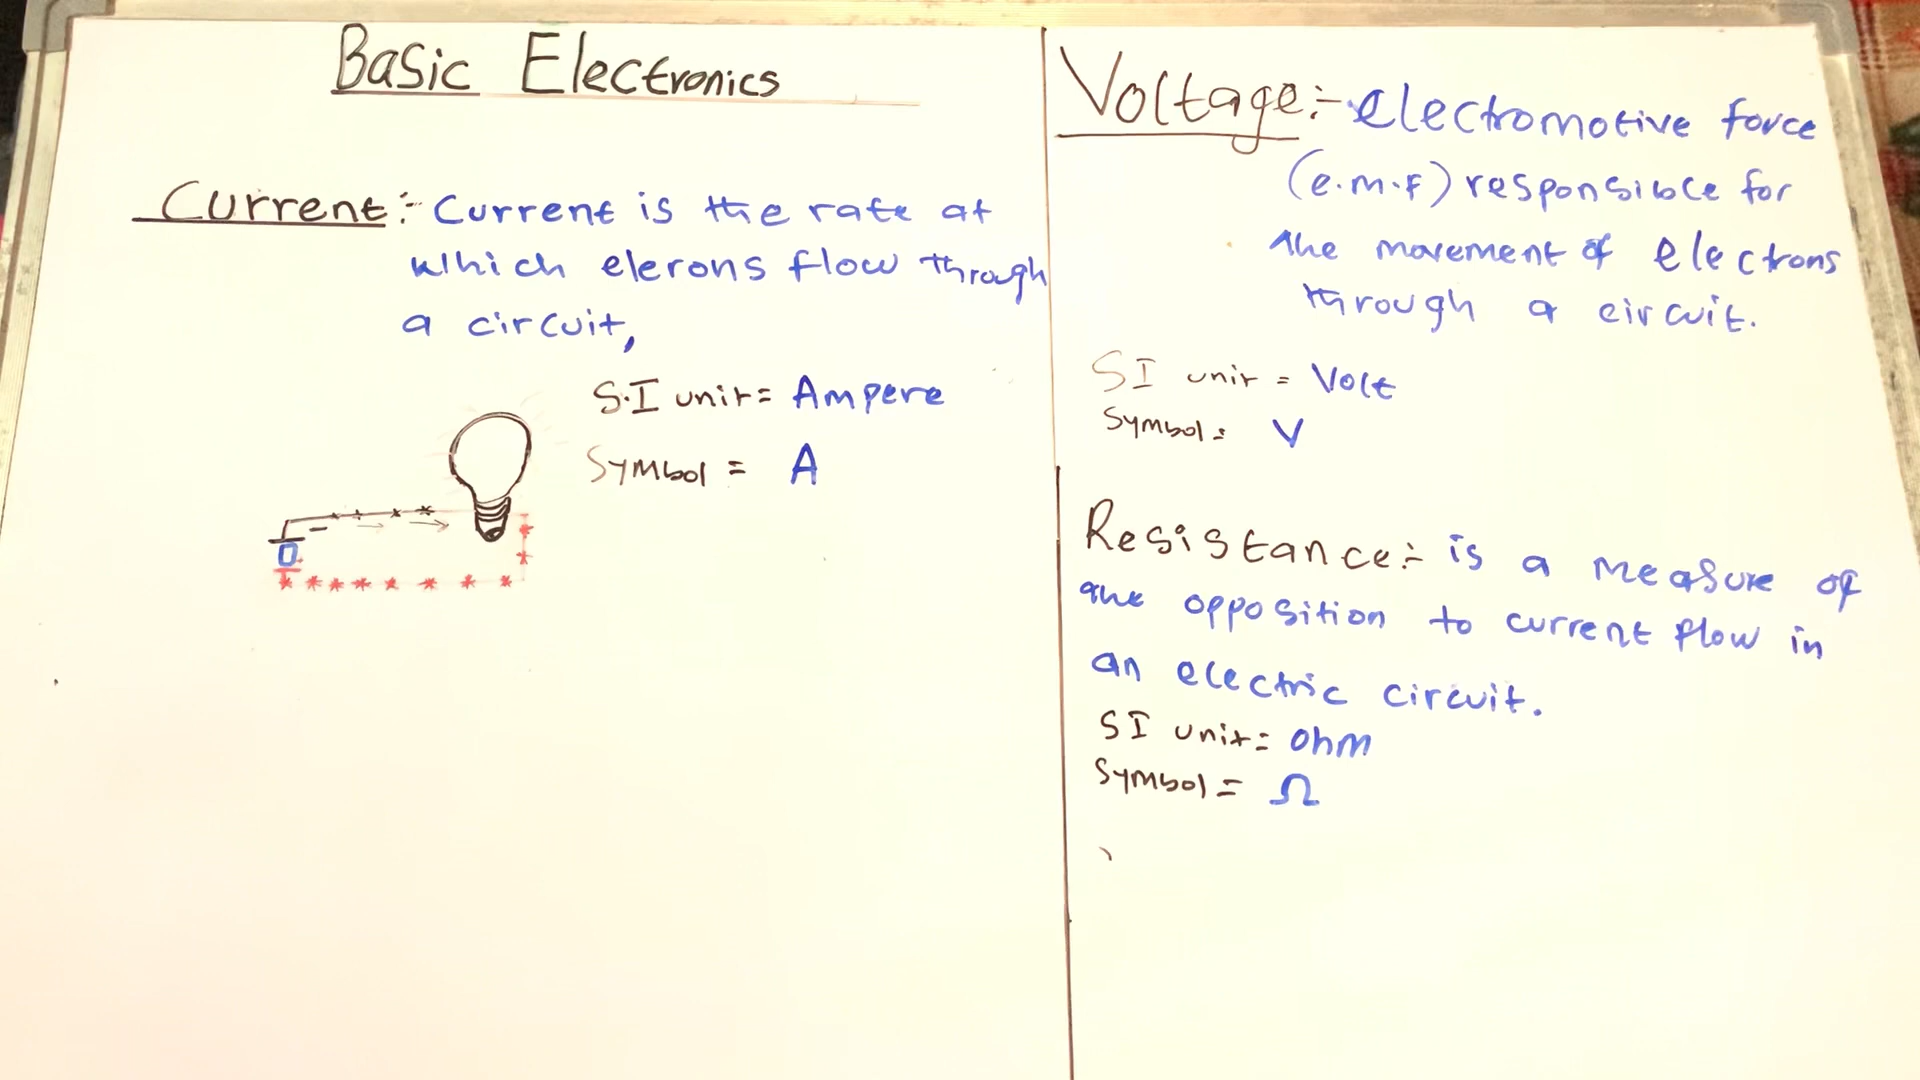 Basic Electronics
Current:- Current is the rate at
which elerons flow through
a circuit,
S.I unit = Ampere
Symbol = A
Voltage:- electromotive force
(e.m.f) responsible for
the movement of electrons
through a circuit.
SI unit = Volt
Symbol = V
Resistance:- is a measure of
the opposition to current flow in
an electric circuit.
SI unit = Ohm
Symbol = Ω